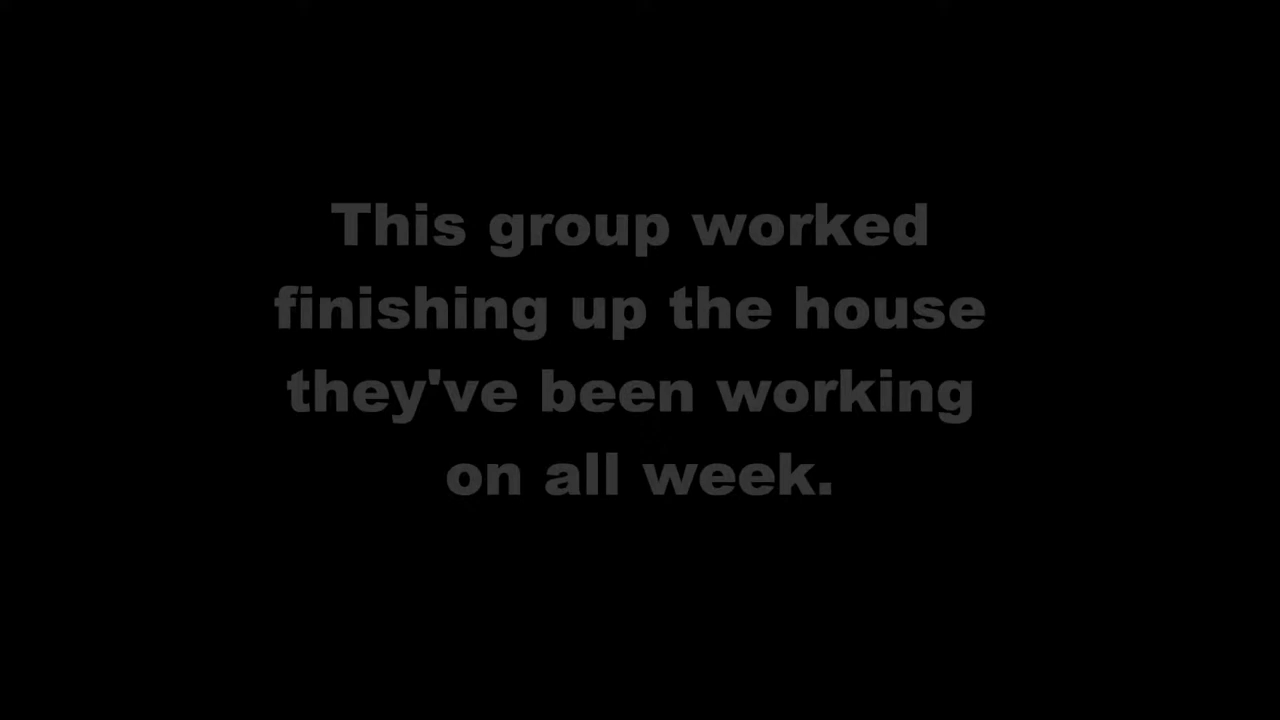 This group worked
finishing up the house
they've been working
on all week.